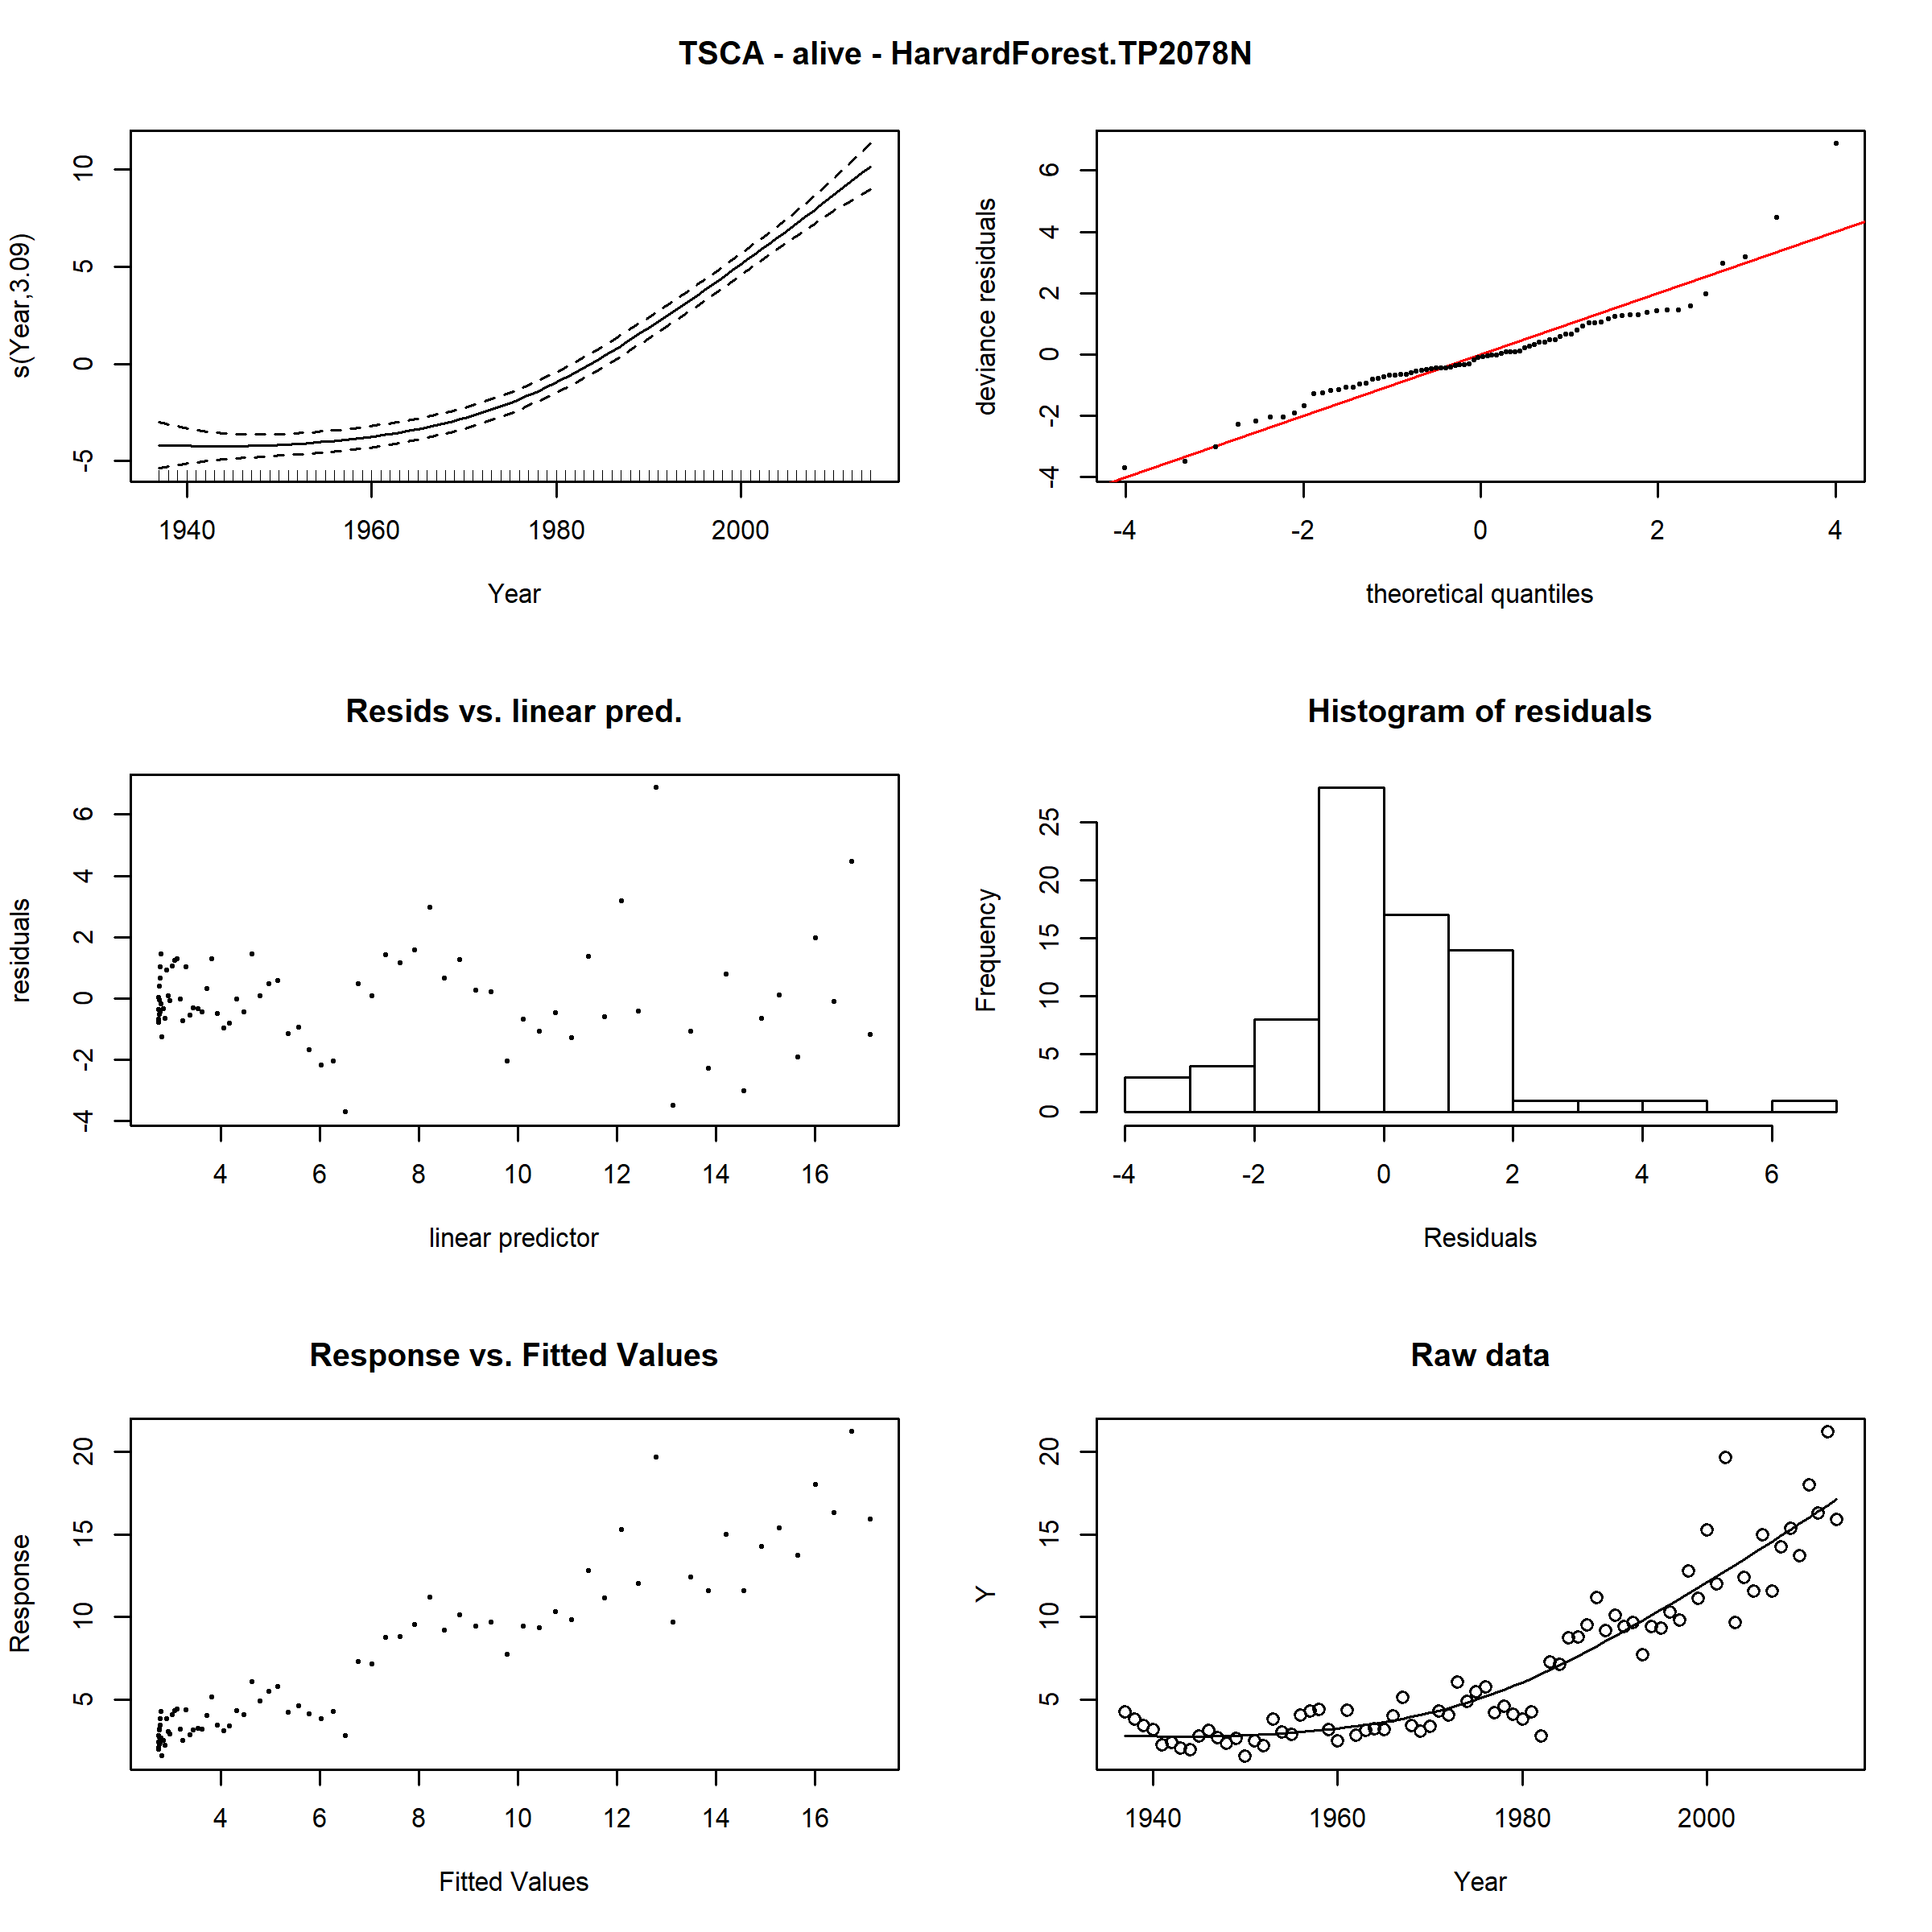 TSCA - alive - HarvardForest.TP2078N
s(Year,3.09)
-5 0 5 10
1940 1960 1980 2000
Year
deviance residuals
-4 -2 0 2 4 6
-4 -2 0 2 4
theoretical quantiles
Resids vs. linear pred.
residuals
-4 -2 0 2 4 6
4 6 8 10 12 14 16
linear predictor
Histogram of residuals
Frequency
0 5 10 15 20 25
-4 -2 0 2 4 6
Residuals
Response vs. Fitted Values
Response
5 10 15 20
4 6 8 10 12 14 16
Fitted Values
Raw data
Y
5 10 15 20
1940 1960 1980 2000
Year